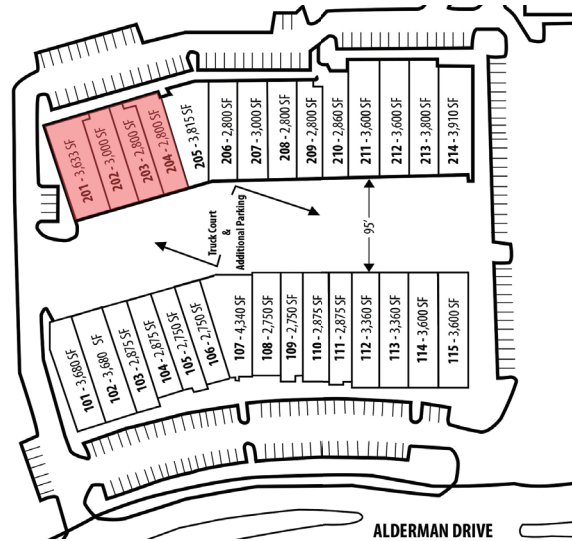 201 - 3,633 SF
202 - 3,000 SF
203 - 2,800 SF
204 - 2,800 SF
205 - 3,815 SF
206 - 2,800 SF
207 - 3,000 SF
208 - 2,800 SF
209 - 2,800 SF
210 - 2,860 SF
211 - 3,600 SF
212 - 3,600 SF
213 - 3,800 SF
214 - 3,910 SF
Truck Court
&
Additional Parking
95'
101 - 3,680 SF
102 - 3,680 SF
103 - 2,875 SF
104 - 2,875 SF
105 - 2,750 SF
106 - 2,750 SF
107 - 4,340 SF
108 - 2,750 SF
109 - 2,750 SF
110 - 2,875 SF
111 - 2,875 SF
112 - 3,360 SF
113 - 3,360 SF
114 - 3,600 SF
115 - 3,600 SF
ALDERMAN DRIVE